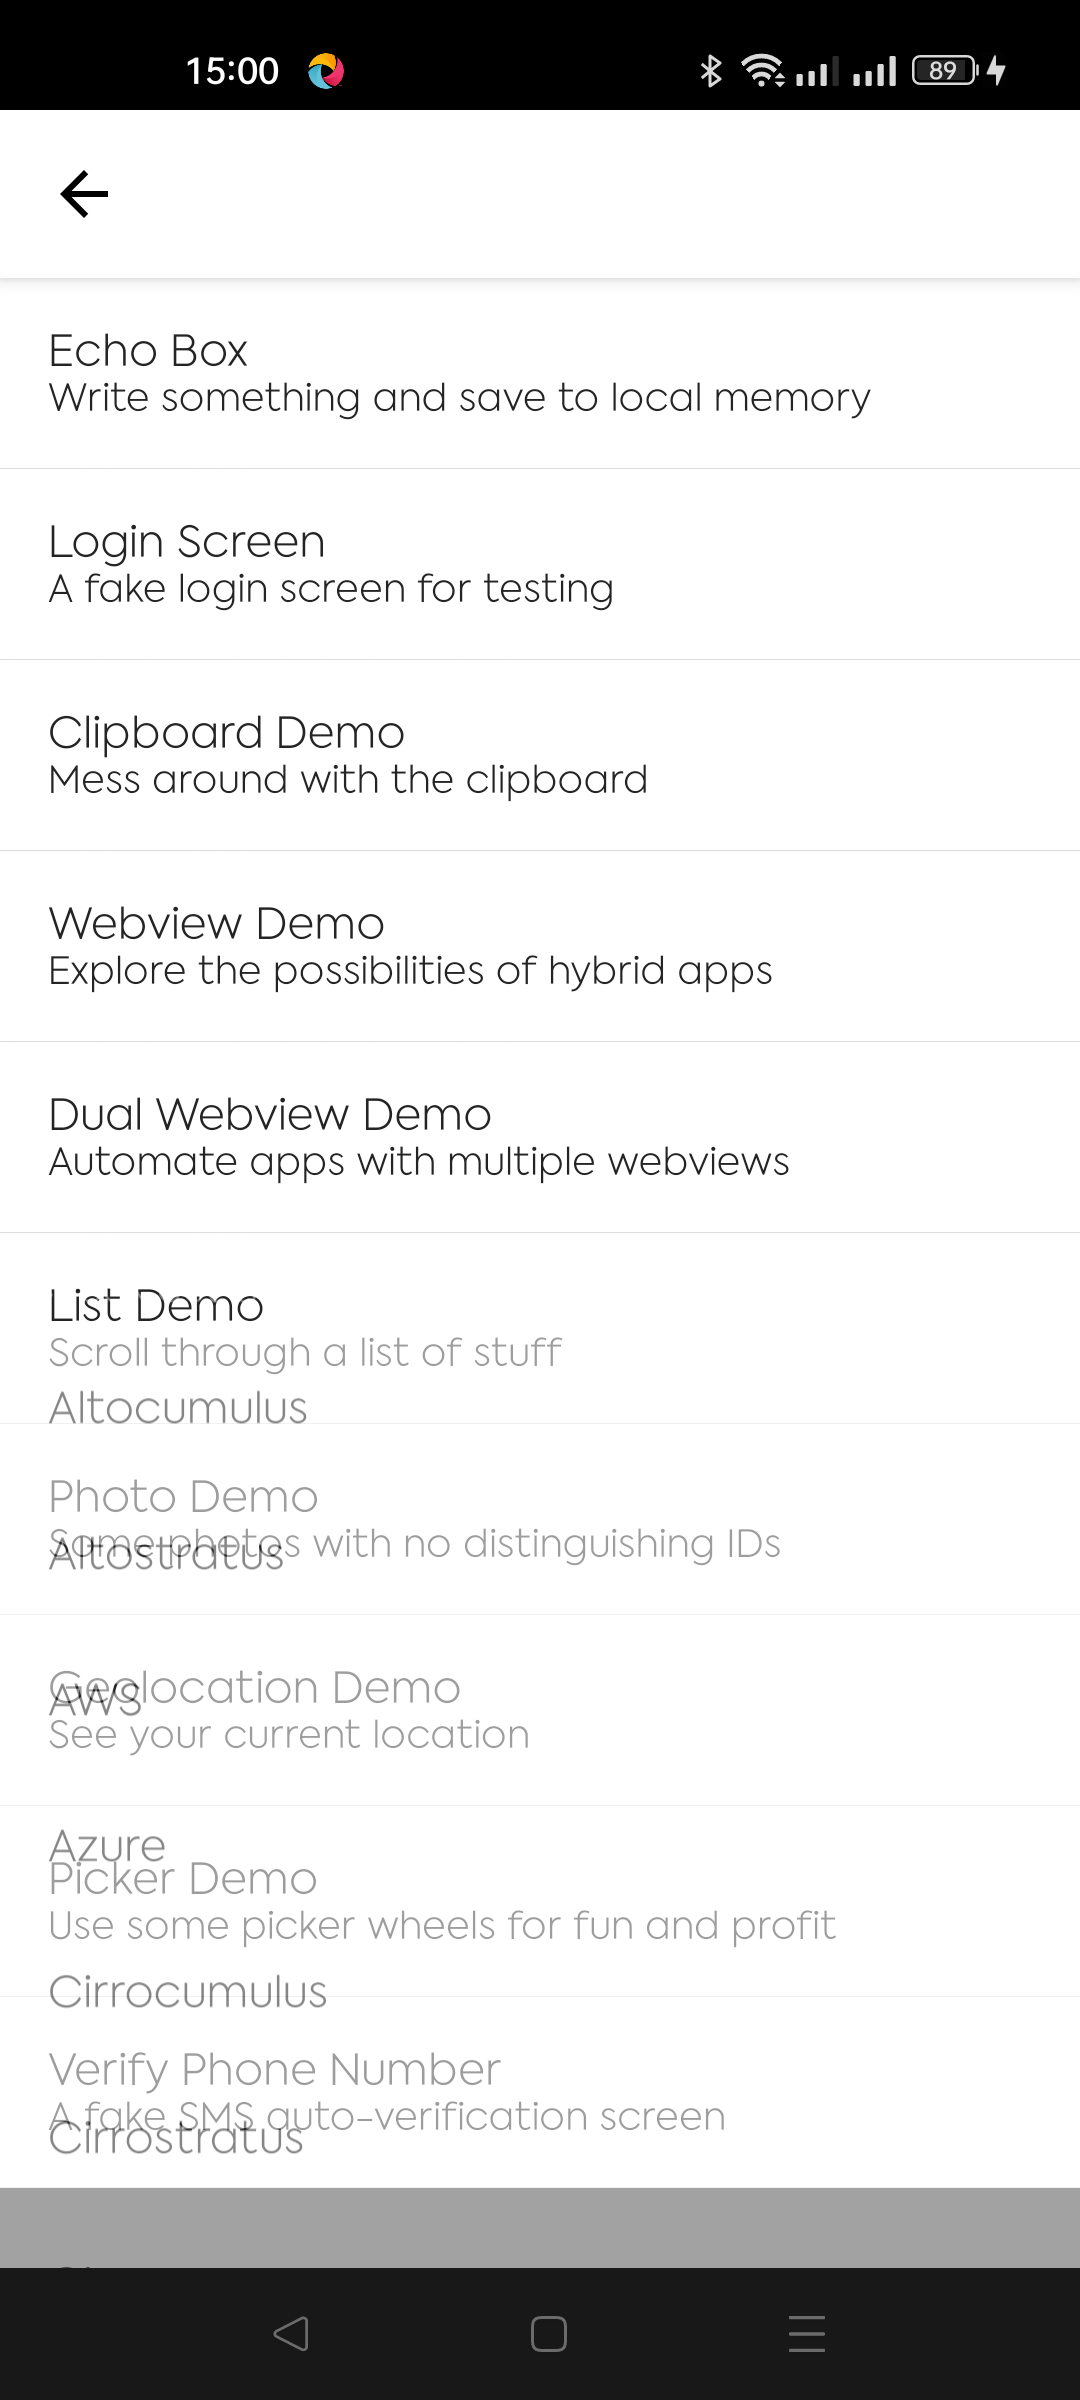 15:00
89
Echo Box
Write something and save to local memory
Login Screen
A fake login screen for testing
Clipboard Demo
Mess around with the clipboard
Webview Demo
Explore the possibilities of hybrid apps
Dual Webview Demo
Automate apps with multiple webviews
List Demo
Scroll through a list of stuff
Altocumulus
Photo Demo
Some photos with no distinguishing IDs
Altostratus
Geolocation Demo
AWS
See your current location
Azure
Picker Demo
Use some picker wheels for fun and profit
Cirrocumulus
Verify Phone Number
A fake SMS auto-verification screen
Cirrostratus